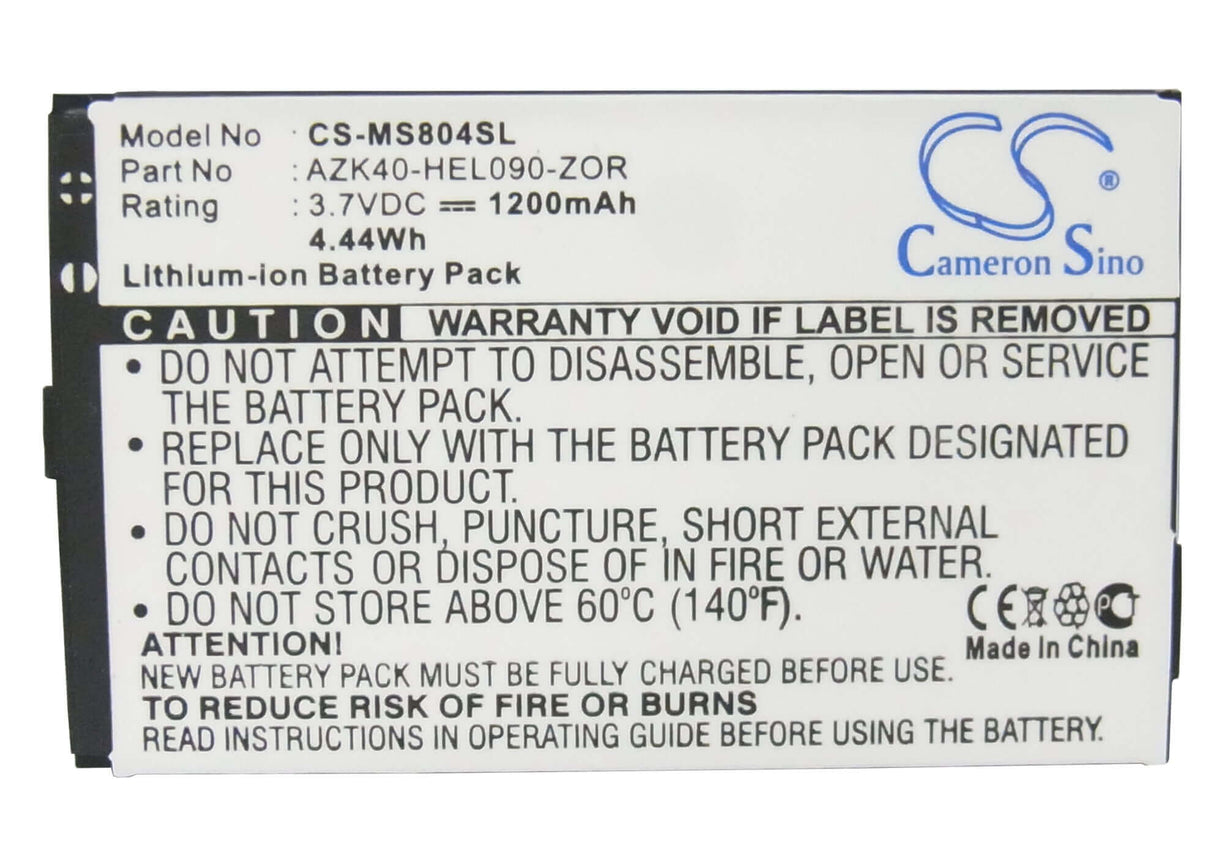 Model No : CS-MS804SL
Part No : AZK40-HEL090-ZOR
Rating : 3.7VDC ⎓ 1200mAh
4.44Wh
Lithium-ion Battery Pack
CS ®
Cameron Sino
CAUTION WARRANTY VOID IF LABEL IS REMOVED
• DO NOT ATTEMPT TO DISASSEMBLE, OPEN OR SERVICE
THE BATTERY PACK.
• REPLACE ONLY WITH THE BATTERY PACK DESIGNATED
FOR THIS PRODUCT.
• DO NOT CRUSH, PUNCTURE, SHORT EXTERNAL
CONTACTS OR DISPOSE OF IN FIRE OR WATER.
• DO NOT STORE ABOVE 60°C (140°F).
CE PCT
Made In China
ATTENTION!
NEW BATTERY PACK MUST BE FULLY CHARGED BEFORE USE.
TO REDUCE RISK OF FIRE OR BURNS
READ INSTRUCTIONS IN OPERATING GUIDE BEFORE USING THE BATTERY.